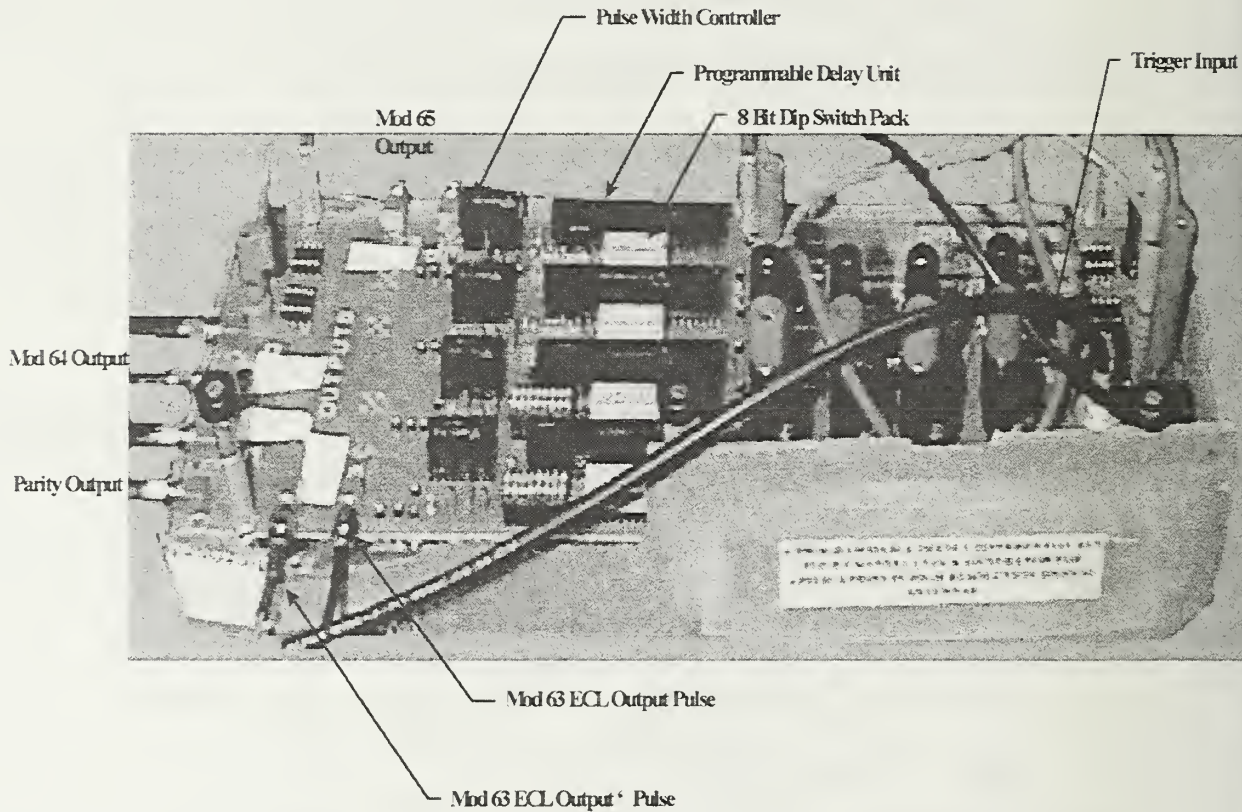 Pulse Width Controller
Trigger Input
Programmable Delay Unit
8 Bit Dip Switch Pack
Mod 65
Output
Mod 64 Output
OUTPUTS
Parity Output
Mod 63 ECL Output Pulse
Mod 63 ECL Output‘ Pulse